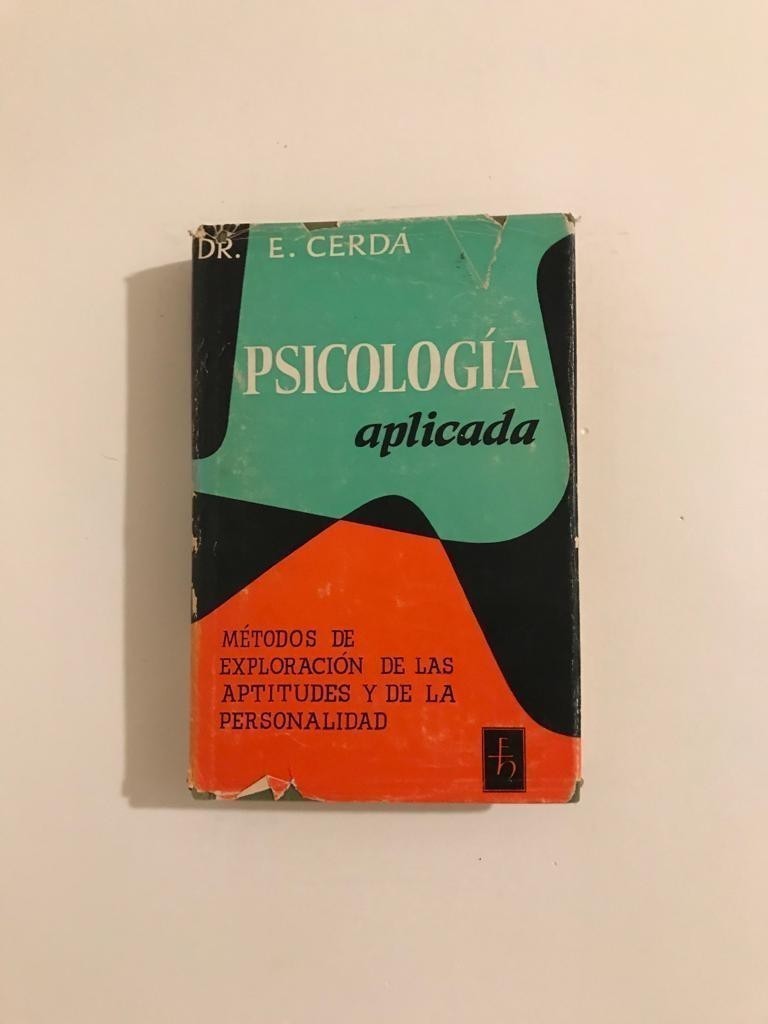 DR. E. CERDÁ
PSICOLOGÍA
aplicada
MÉTODOS DE
EXPLORACIÓN DE LAS
APTITUDES Y DE LA
PERSONALIDAD